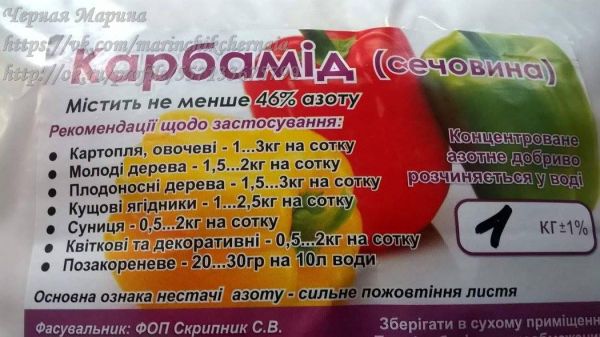 Черная Марина
https://vk.com/marinchikchernaia
Карбамід (сечовина)
Містить не менше 46% азоту
Рекомендації щодо застосування:
• Картопля, овочеві - 1...3кг на сотку
• Молоді дерева - 1,5...2кг на сотку
• Плодоносні дерева - 1,5...3кг на сотку
• Кущові ягідники - 1...2,5кг на сотку
• Суниця - 0,5...2кг на сотку
• Квіткові та декоративні - 0,5...2кг на сотку
• Позакореневе - 20...30гр на 10л води
Концентроване
азотне добриво
розчиняється у воді
1 КГ±1%
Основна ознака нестачі азоту - сильне пожовтіння листя
Фасувальник: ФОП Скрипник С.В.
Зберігати в сухому приміщенн